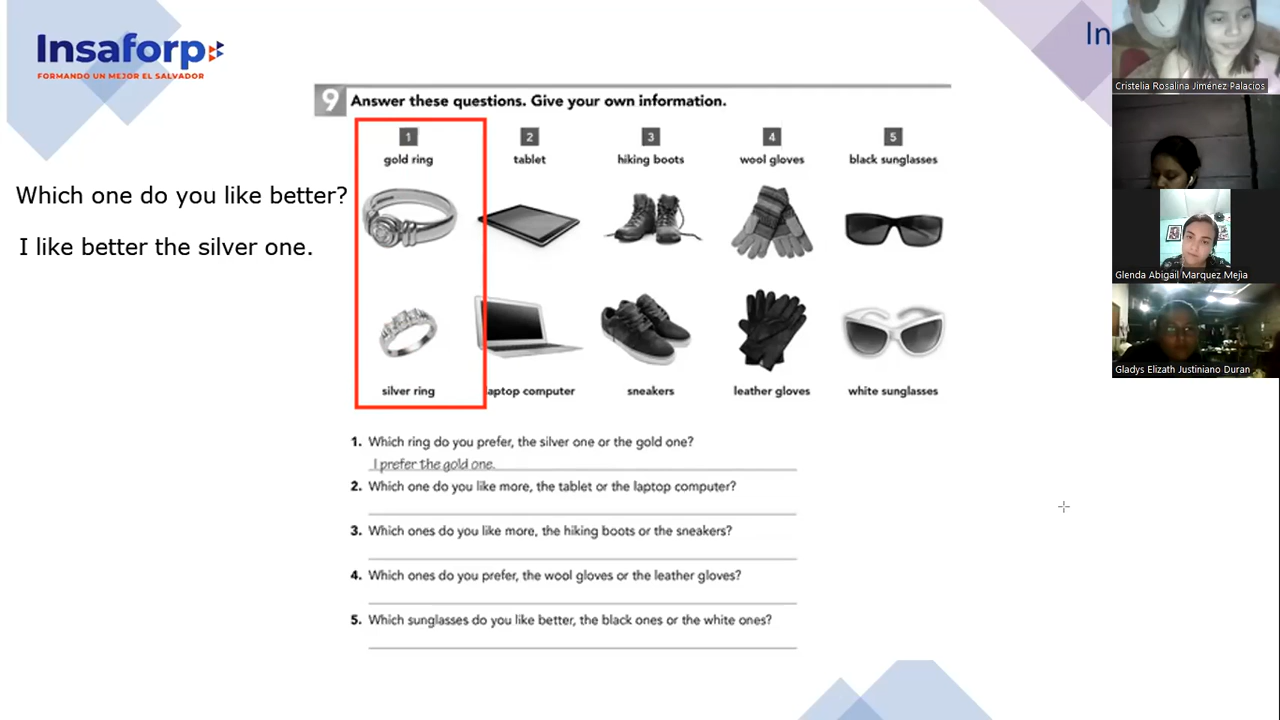 Insaforp
FORMANDO UN MEJOR EL SALVADOR
In
Cristelia Rosalina Jiménez Palacios
Glenda Abigail Marquez Mejia
Gladys Elizath Justiniano Duran
Which one do you like better?
I like better the silver one.
9 Answer these questions. Give your own information.
1 2 3 4 5
gold ring tablet hiking boots wool gloves black sunglasses
silver ring laptop computer sneakers leather gloves white sunglasses
1. Which ring do you prefer, the silver one or the gold one?
I prefer the gold one.
2. Which one do you like more, the tablet or the laptop computer?
3. Which ones do you like more, the hiking boots or the sneakers?
4. Which ones do you prefer, the wool gloves or the leather gloves?
5. Which sunglasses do you like better, the black ones or the white ones?